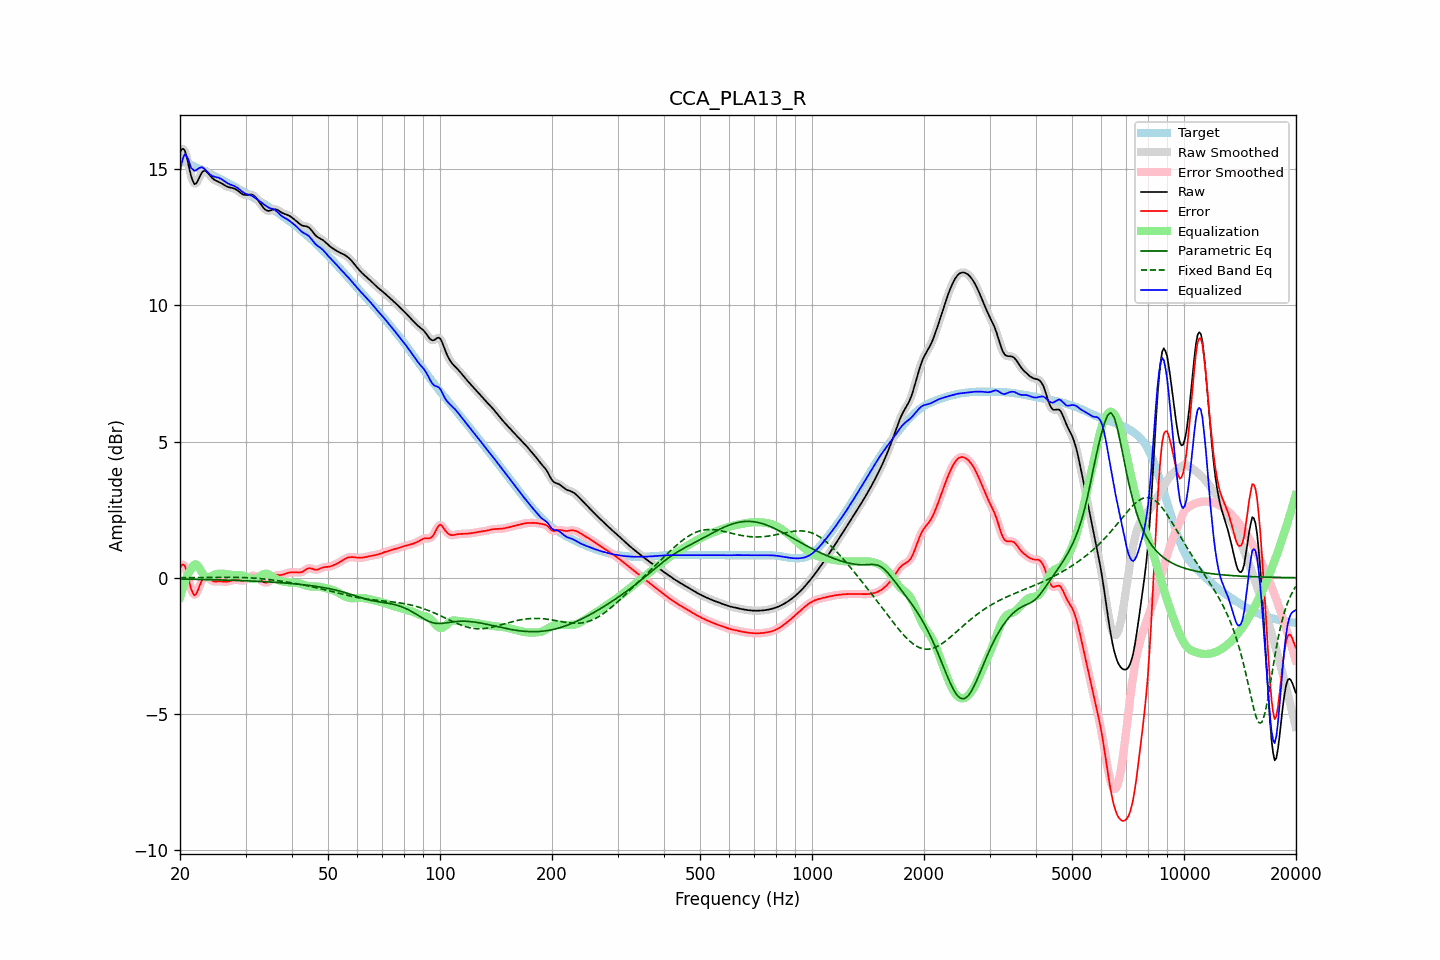 CCA_PLA13_R
Target
Raw Smoothed
Error Smoothed
Raw
Error
Equalization
Parametric Eq
Fixed Band Eq
Equalized
Amplitude (dBr)
15
10
5
0
−5
−10
20 50 100 200 500 1000 2000 5000 10000 20000
Frequency (Hz)